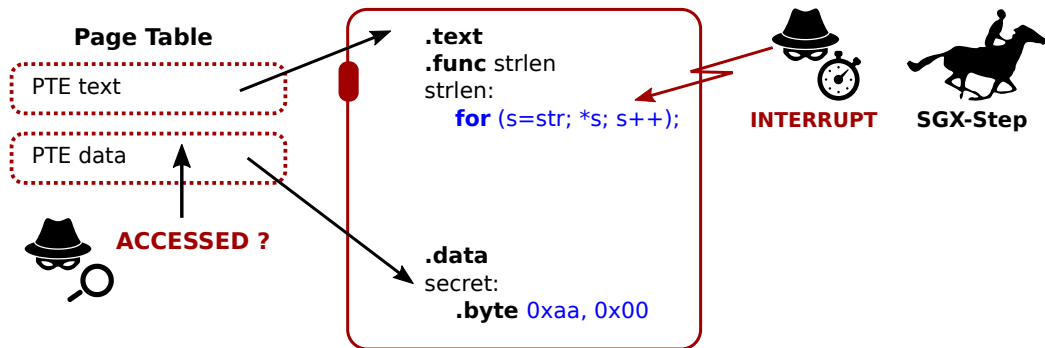 Page Table
PTE text
PTE data
ACCESSED ?
.text
.func strlen
strlen:
for (s=str; *s; s++);
.data
secret:
.byte 0xaa, 0x00
INTERRUPT
SGX-Step